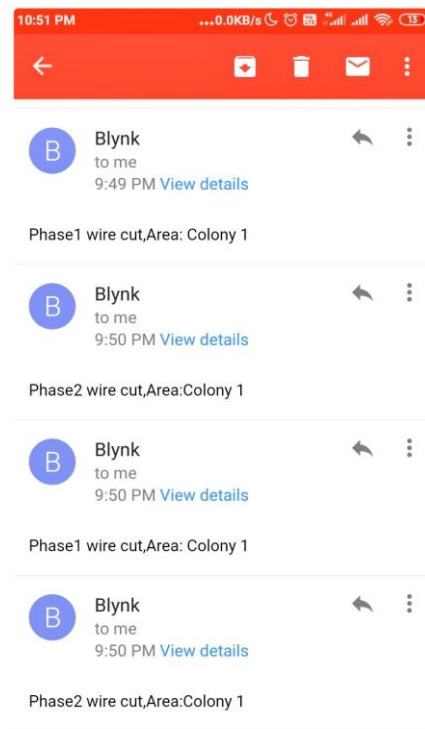 10:51 PM ...0.0KB/s 4G 13
B Blynk
to me
9:49 PM View details
Phase1 wire cut,Area: Colony 1
B Blynk
to me
9:50 PM View details
Phase2 wire cut,Area:Colony 1
B Blynk
to me
9:50 PM View details
Phase1 wire cut,Area: Colony 1
B Blynk
to me
9:50 PM View details
Phase2 wire cut,Area:Colony 1